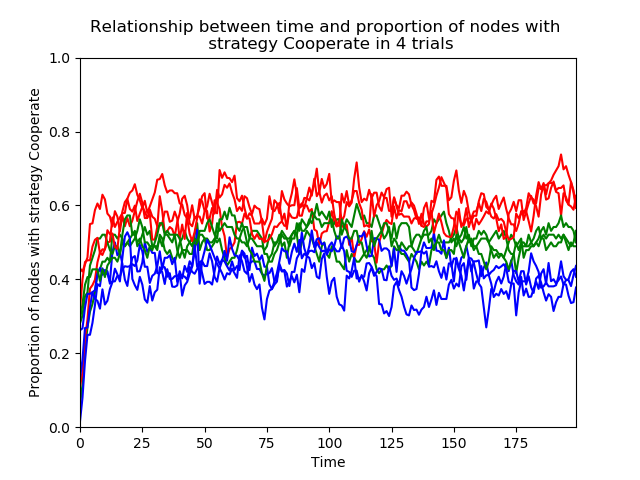 Relationship between time and proportion of nodes with
strategy Cooperate in 4 trials
Proportion of nodes with strategy Cooperate
1.0
0.8
0.6
0.4
0.2
0.0
0 25 50 75 100 125 150 175
Time